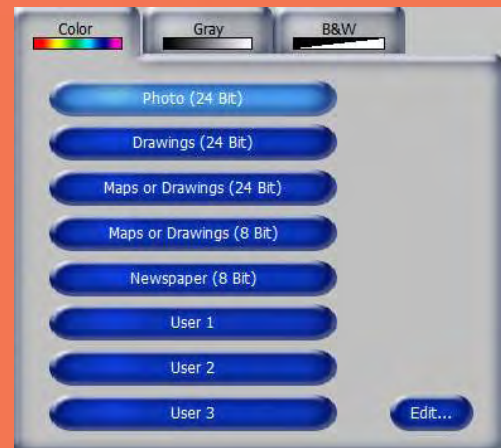 Color
Gray
B&W
Photo (24 Bit)
Drawings (24 Bit)
Maps or Drawings (24 Bit)
Maps or Drawings (8 Bit)
Newspaper (8 Bit)
User 1
User 2
User 3
Edit...